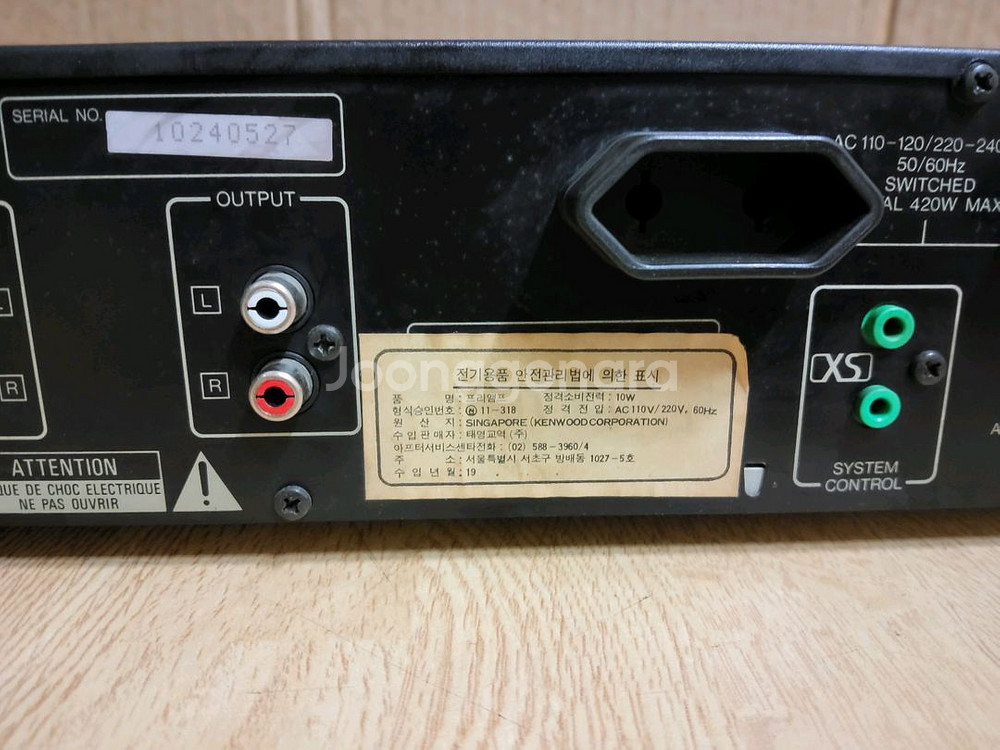 SERIAL NO.
10240527
OUTPUT
L
R
R
AC 110-120/220-240
50/60Hz
SWITCHED
AL 420W MAX
XS
SYSTEM
CONTROL
ATTENTION
QUE DE CHOC ELECTRIQUE
NE PAS OUVRIR
!
Joonggonara
전기용품 안전관리법에 의한 표시
품 명: 프리앰프 정격소비전력: 10W
형식승인번호: 11-318 정격전압: AC 110V/220V, 60Hz
원 산 지: SINGAPORE (KENWOOD CORPORATION)
수입판매자: 태영교역 (주)
아프터서비스센타전화: (02) 588-3960/4
주 소: 서울특별시 서초구 방배동 1027-5호
수입년월: 19 .